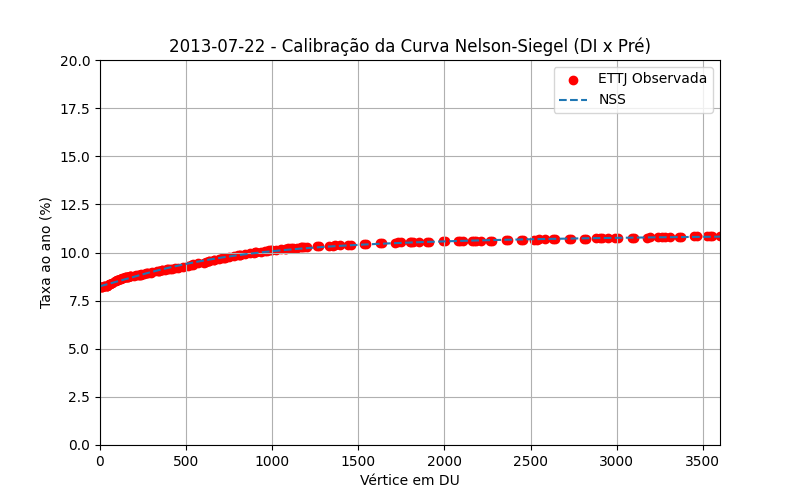 2013-07-22 - Calibração da Curva Nelson-Siegel (DI x Pré)
ETTJ Observada
NSS
Taxa ao ano (%)
20.0
17.5
15.0
12.5
10.0
7.5
5.0
2.5
0.0
0 500 1000 1500 2000 2500 3000 3500
Vértice em DU